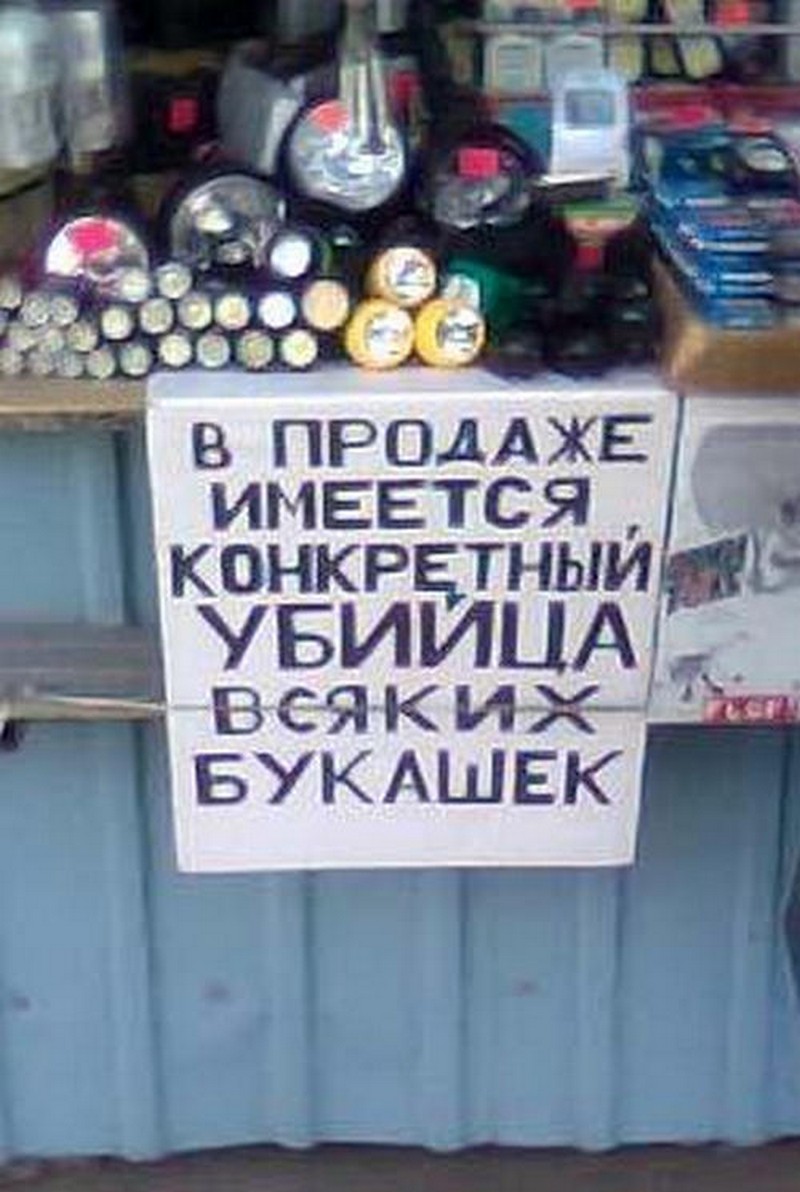 В ПРОДАЖЕ
ИМЕЕТСЯ
КОНКРЕТНЫЙ
УБИЙЦА
ВСЯКИХ
БУКАШЕК